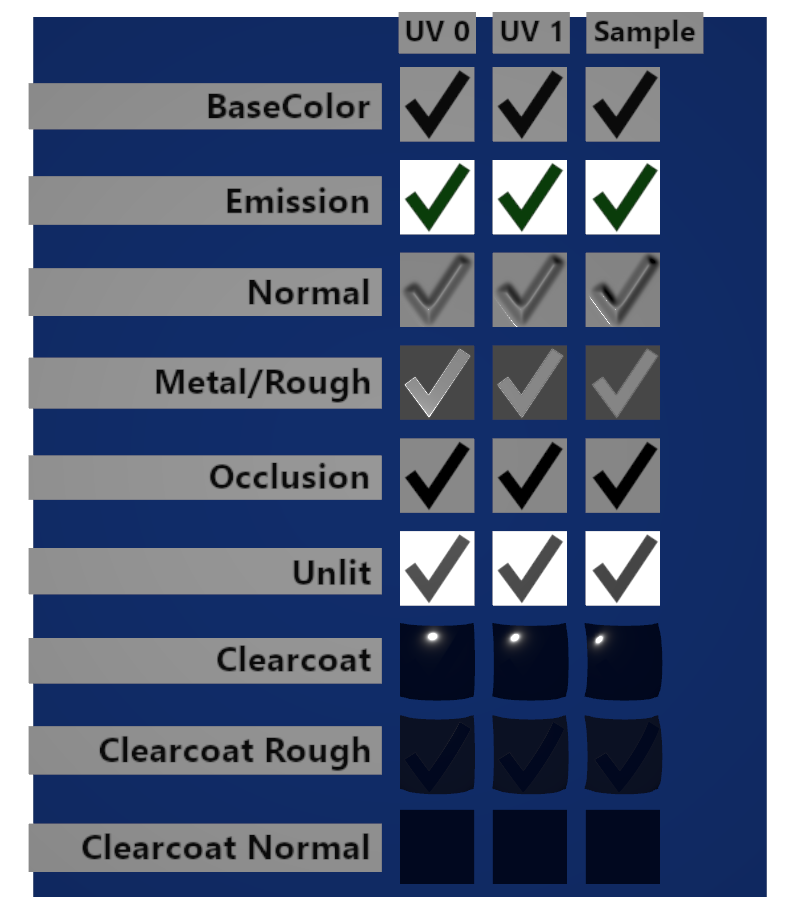 UV 0 UV 1 Sample
BaseColor
Emission
Normal
Metal/Rough
Occlusion
Unlit
Clearcoat
Clearcoat Rough
Clearcoat Normal